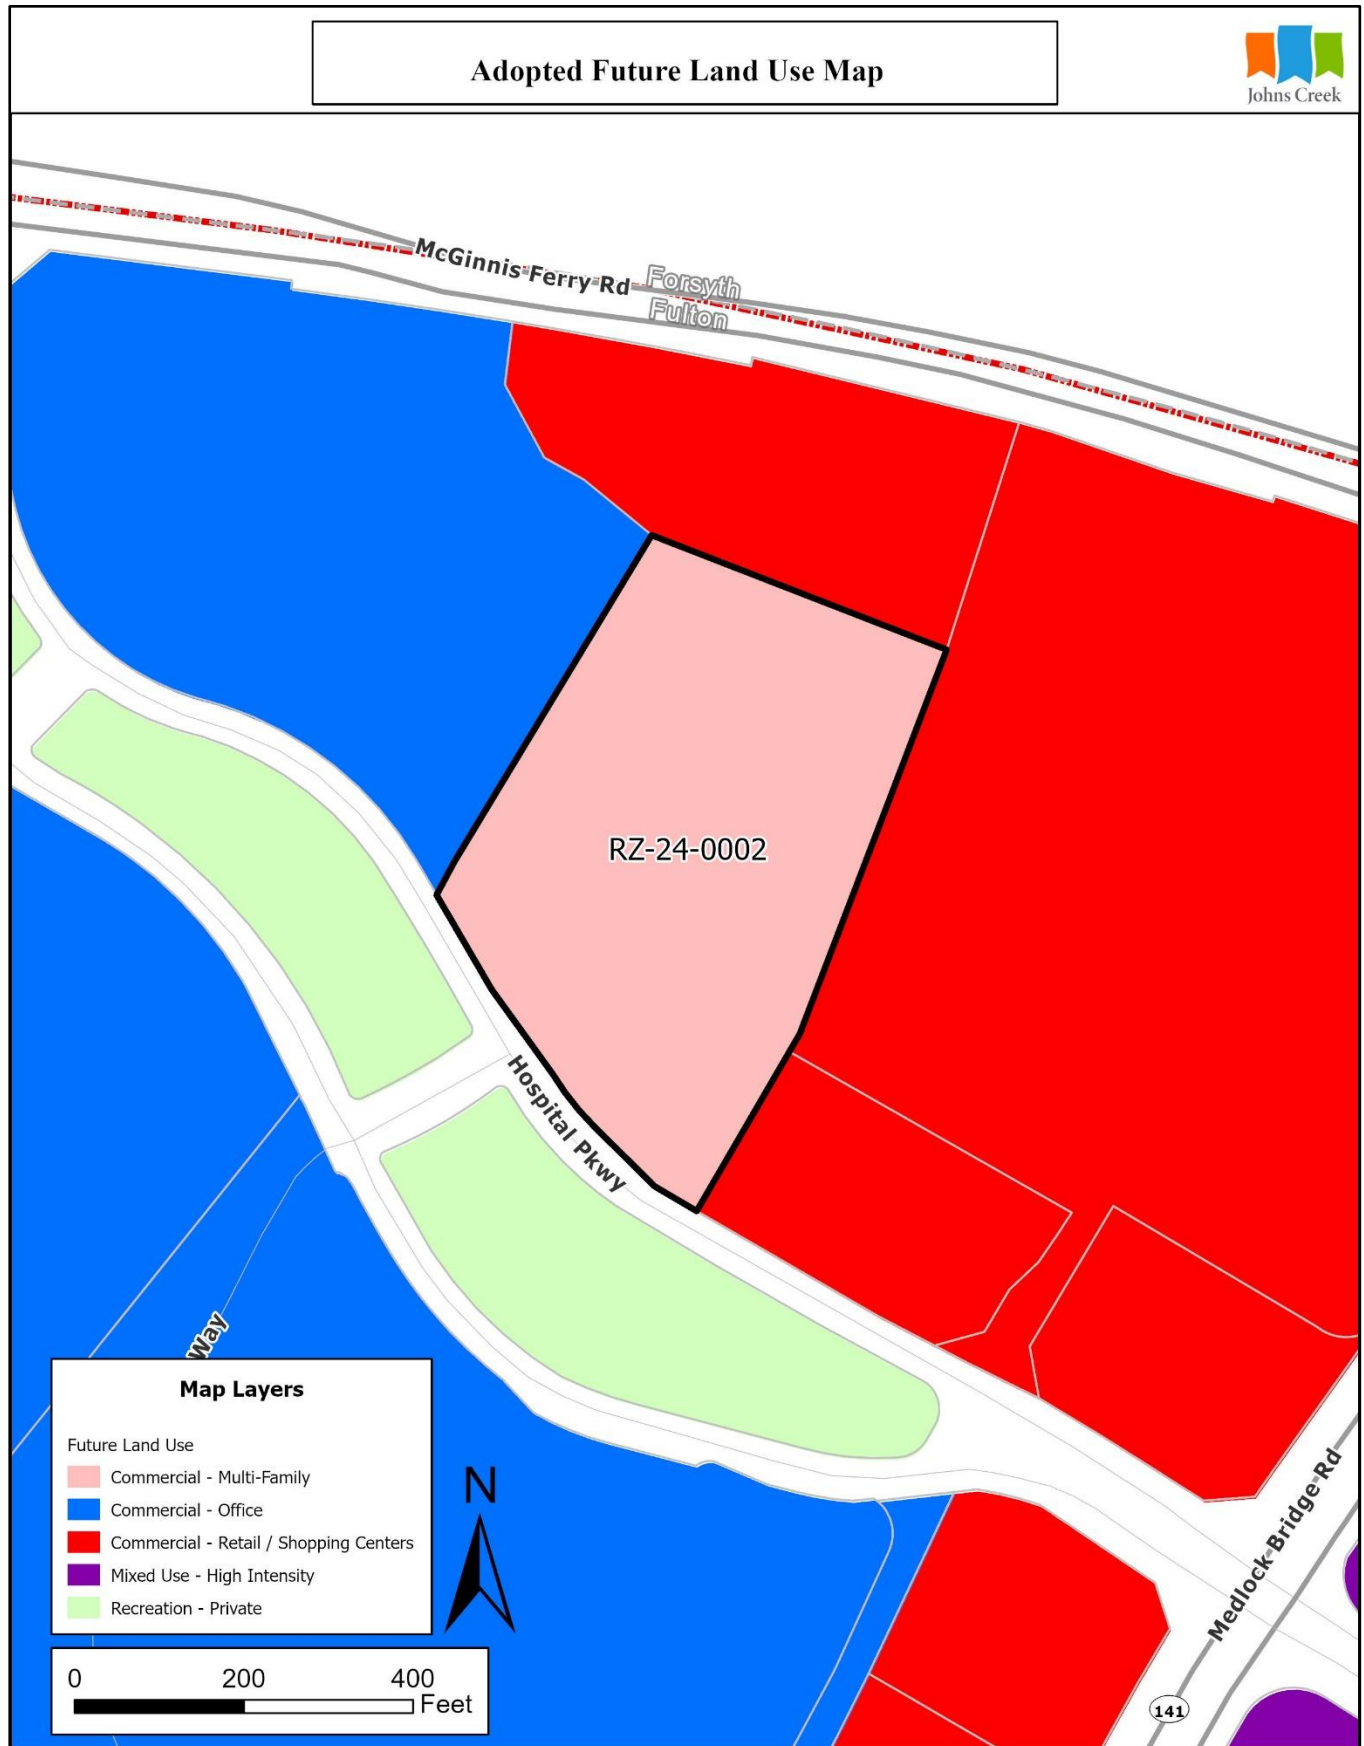 Adopted Future Land Use Map
Johns Creek
McGinnis Ferry Rd
Forsyth
Fulton
RZ-24-0002
Hospital Pkwy
Way
Map Layers
Future Land Use
Commercial - Multi-Family
Commercial - Office
Commercial - Retail / Shopping Centers
Mixed Use - High Intensity
Recreation - Private
N
0 200 400
Feet
Medlock Bridge Rd
141